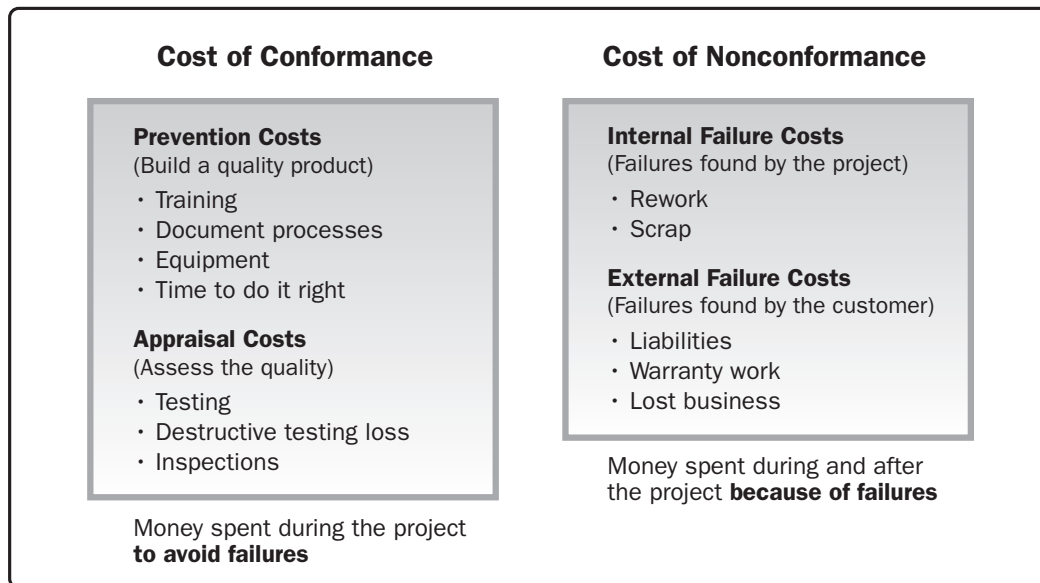 Cost of Conformance
Prevention Costs
(Build a quality product)
• Training
• Document processes
• Equipment
• Time to do it right
Appraisal Costs
(Assess the quality)
• Testing
• Destructive testing loss
• Inspections
Money spent during the project
to avoid failures
Cost of Nonconformance
Internal Failure Costs
(Failures found by the project)
• Rework
• Scrap
External Failure Costs
(Failures found by the customer)
• Liabilities
• Warranty work
• Lost business
Money spent during and after
the project because of failures